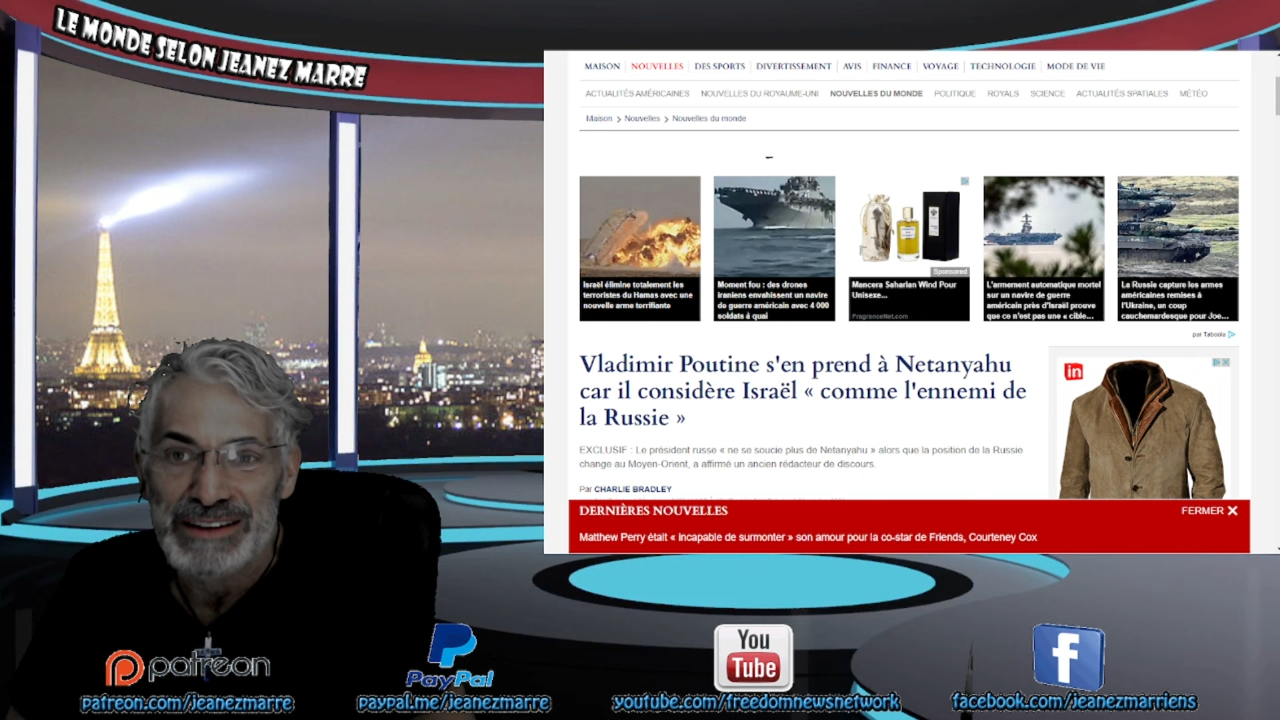 LE MONDE SELON JEANEZ MARRE
MAISON NOUVELLES DES SPORTS DIVERTISSEMENT AVIS FINANCE VOYAGE TECHNOLOGIE MODE DE VIE
ACTUALITÉS AMÉRICAINES NOUVELLES DU ROYAUME-UNI NOUVELLES DU MONDE POLITIQUE ROYALS SCIENCE ACTUALITÉS SPATIALES MÉTÉO
Maison > Nouvelles > Nouvelles du monde
Israël élimine totalement les
terroristes du Hamas avec une
nouvelle arme terrifiante
Moment fou : des drones
iraniens envahissent un navire
de guerre américain avec 4 000
soldats à quai
Sponsored
Mancera Saharian Wind Pour
Unisexe...
FragranceNet.com
L'armement automatique mortel
sur un navire de guerre
américain près d'Israël prouve
que ce n'est pas une « cible...
La Russie capture les armes
américaines remises à
l'Ukraine, un coup
cauchemardesque pour Joe...
par Taboola
Vladimir Poutine s'en prend à Netanyahu
car il considère Israël « comme l'ennemi de
la Russie »
EXCLUSIF : Le président russe « ne se soucie plus de Netanyahu » alors que la position de la Russie
change au Moyen-Orient, a affirmé un ancien rédacteur de discours.
Par CHARLIE BRADLEY
in
DERNIÈRES NOUVELLES
FERMER ✕
Matthew Perry était « incapable de surmonter » son amour pour la co-star de Friends, Courteney Cox
patreon
patreon.com/jeanezmarre
PayPal
paypal.me/jeanezmarre
You
Tube
youtube.com/freedomnewsnetwork
f
facebook.com/jeanezmarriens